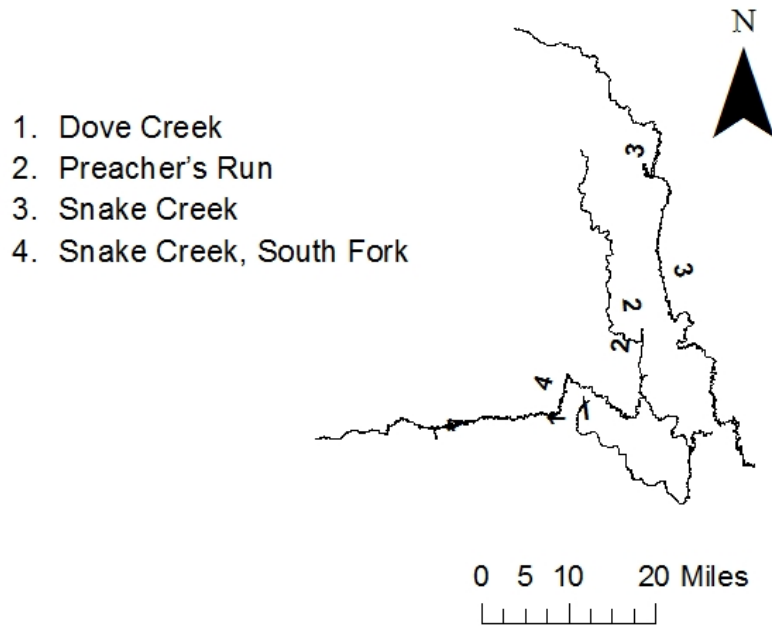 N
1. Dove Creek
2. Preacher's Run
3. Snake Creek
4. Snake Creek, South Fork
3
3
2
2
4
1
1
0 5 10 20 Miles